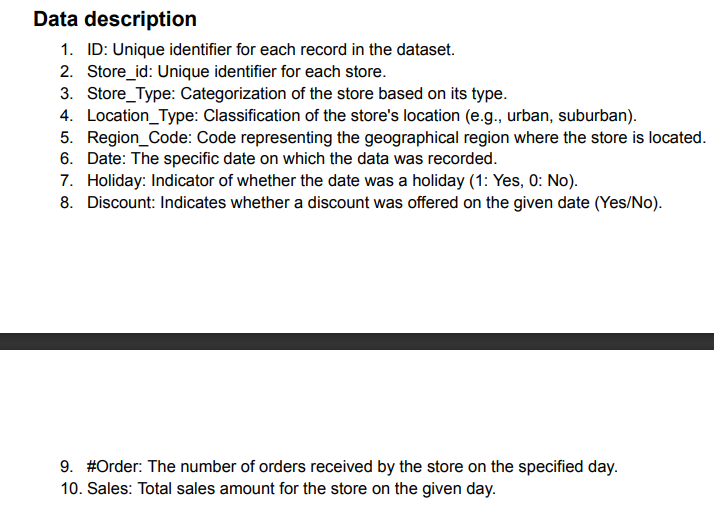 Data description
1. ID: Unique identifier for each record in the dataset.
2. Store_id: Unique identifier for each store.
3. Store_Type: Categorization of the store based on its type.
4. Location_Type: Classification of the store's location (e.g., urban, suburban).
5. Region_Code: Code representing the geographical region where the store is located.
6. Date: The specific date on which the data was recorded.
7. Holiday: Indicator of whether the date was a holiday (1: Yes, 0: No).
8. Discount: Indicates whether a discount was offered on the given date (Yes/No).
9. #Order: The number of orders received by the store on the specified day.
10. Sales: Total sales amount for the store on the given day.